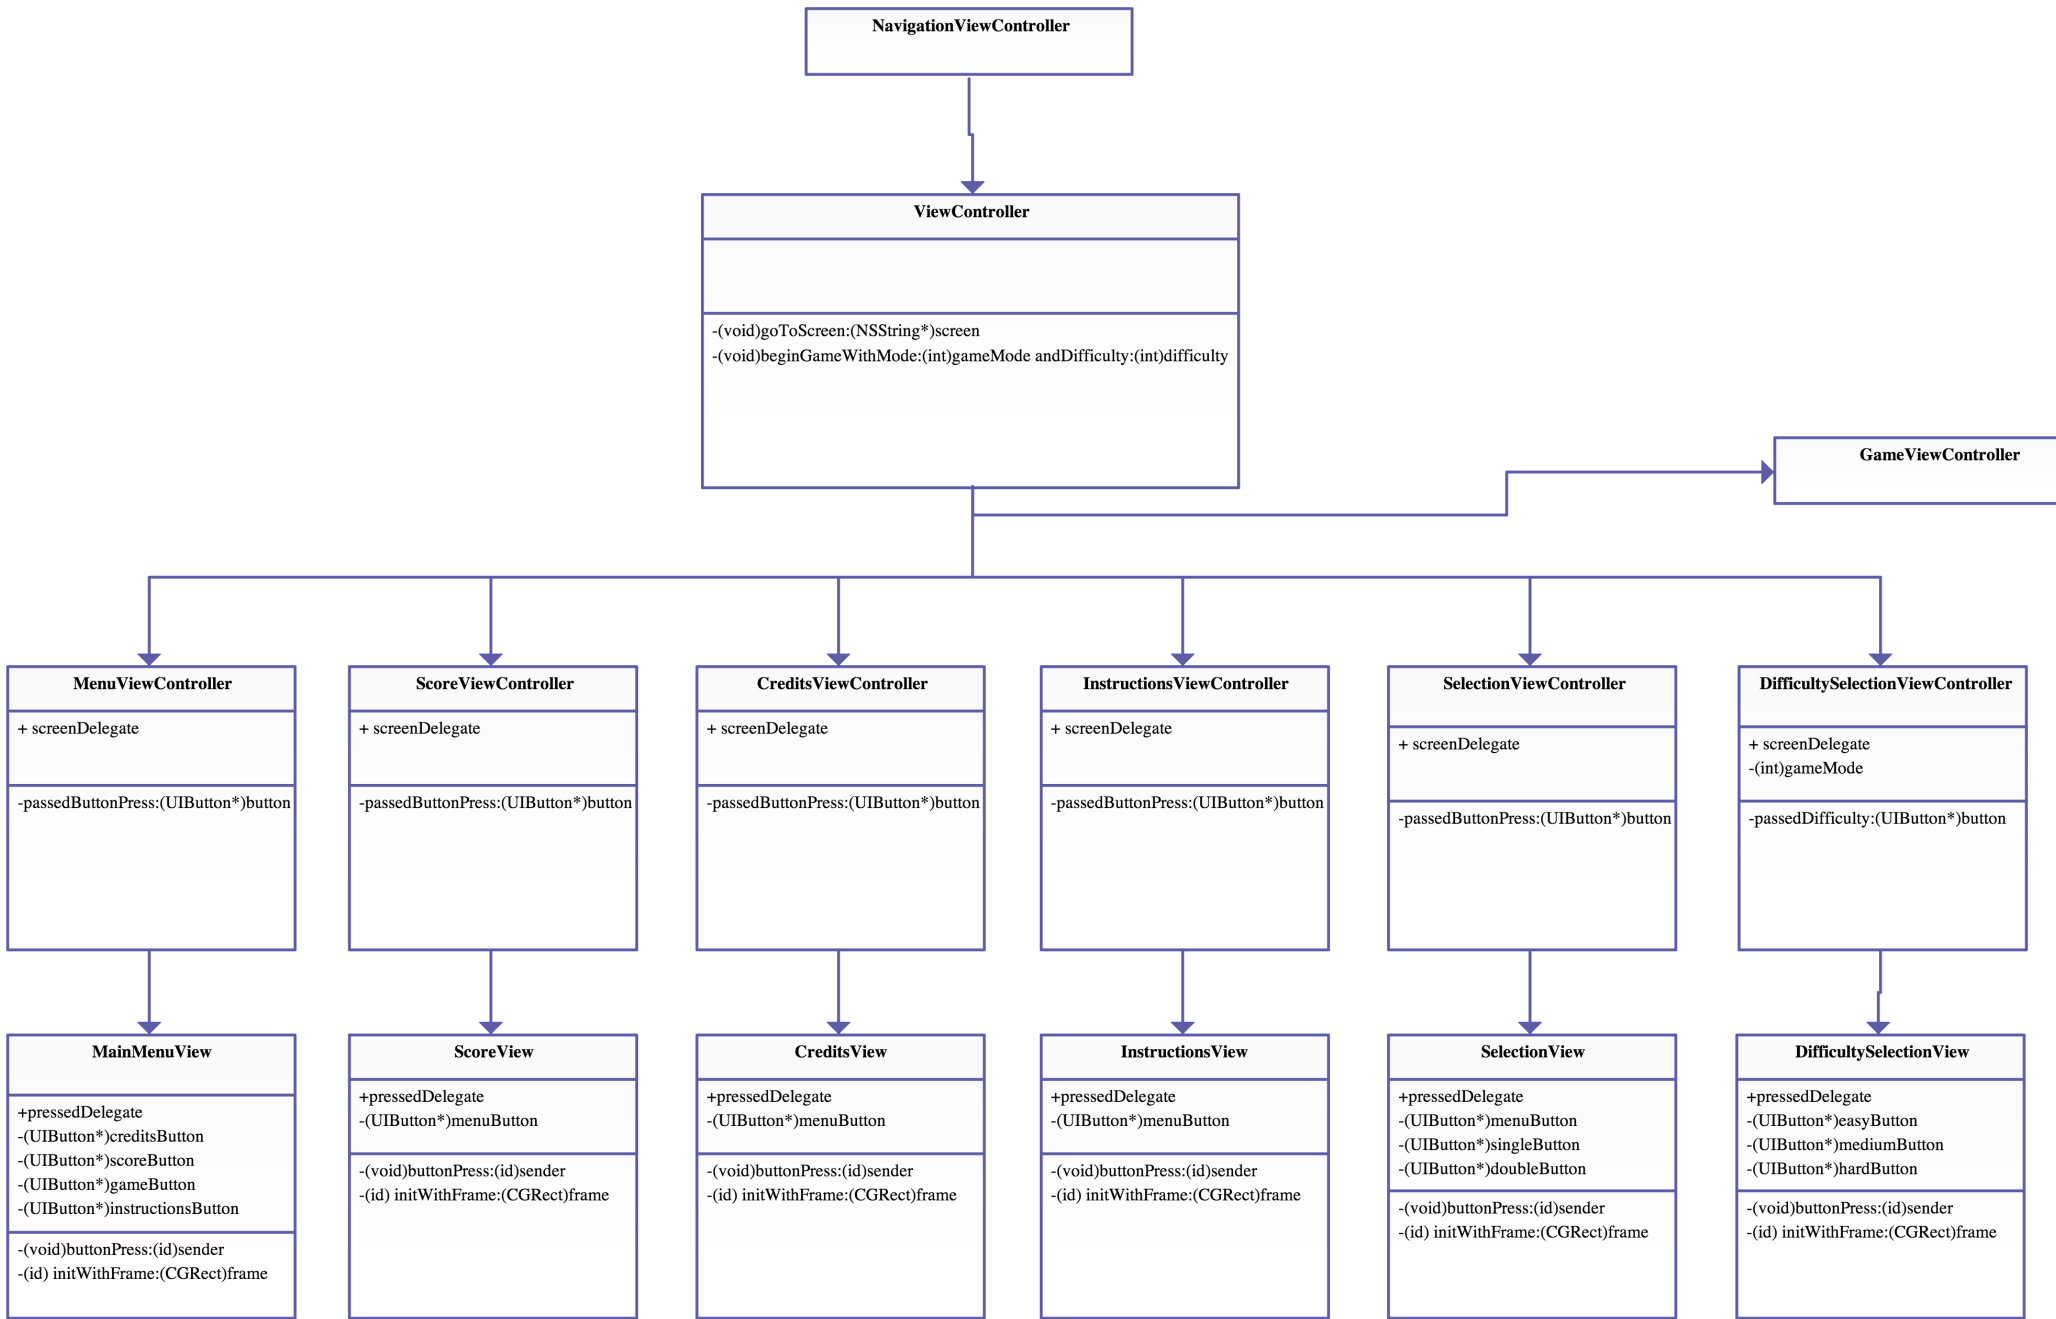 NavigationViewController
ViewController
-(void)goToScreen:(NSString*)screen
-(void)beginGameWithMode:(int)gameMode andDifficulty:(int)difficulty
GameViewController
MenuViewController
+ screenDelegate
-passedButtonPress:(UIButton*)button
ScoreViewController
+ screenDelegate
-passedButtonPress:(UIButton*)button
CreditsViewController
+ screenDelegate
-passedButtonPress:(UIButton*)button
InstructionsViewController
+ screenDelegate
-passedButtonPress:(UIButton*)button
SelectionViewController
+ screenDelegate
-passedButtonPress:(UIButton*)button
DifficultySelectionViewController
+ screenDelegate
-(int)gameMode
-passedDifficulty:(UIButton*)button
MainMenuView
+pressedDelegate
-(UIButton*)creditsButton
-(UIButton*)scoreButton
-(UIButton*)gameButton
-(UIButton*)instructionsButton
-(void)buttonPress:(id)sender
-(id) initWithFrame:(CGRect)frame
ScoreView
+pressedDelegate
-(UIButton*)menuButton
-(void)buttonPress:(id)sender
-(id) initWithFrame:(CGRect)frame
CreditsView
+pressedDelegate
-(UIButton*)menuButton
-(void)buttonPress:(id)sender
-(id) initWithFrame:(CGRect)frame
InstructionsView
+pressedDelegate
-(UIButton*)menuButton
-(void)buttonPress:(id)sender
-(id) initWithFrame:(CGRect)frame
SelectionView
+pressedDelegate
-(UIButton*)menuButton
-(UIButton*)singleButton
-(UIButton*)doubleButton
-(void)buttonPress:(id)sender
-(id) initWithFrame:(CGRect)frame
DifficultySelectionView
+pressedDelegate
-(UIButton*)easyButton
-(UIButton*)mediumButton
-(UIButton*)hardButton
-(void)buttonPress:(id)sender
-(id) initWithFrame:(CGRect)frame